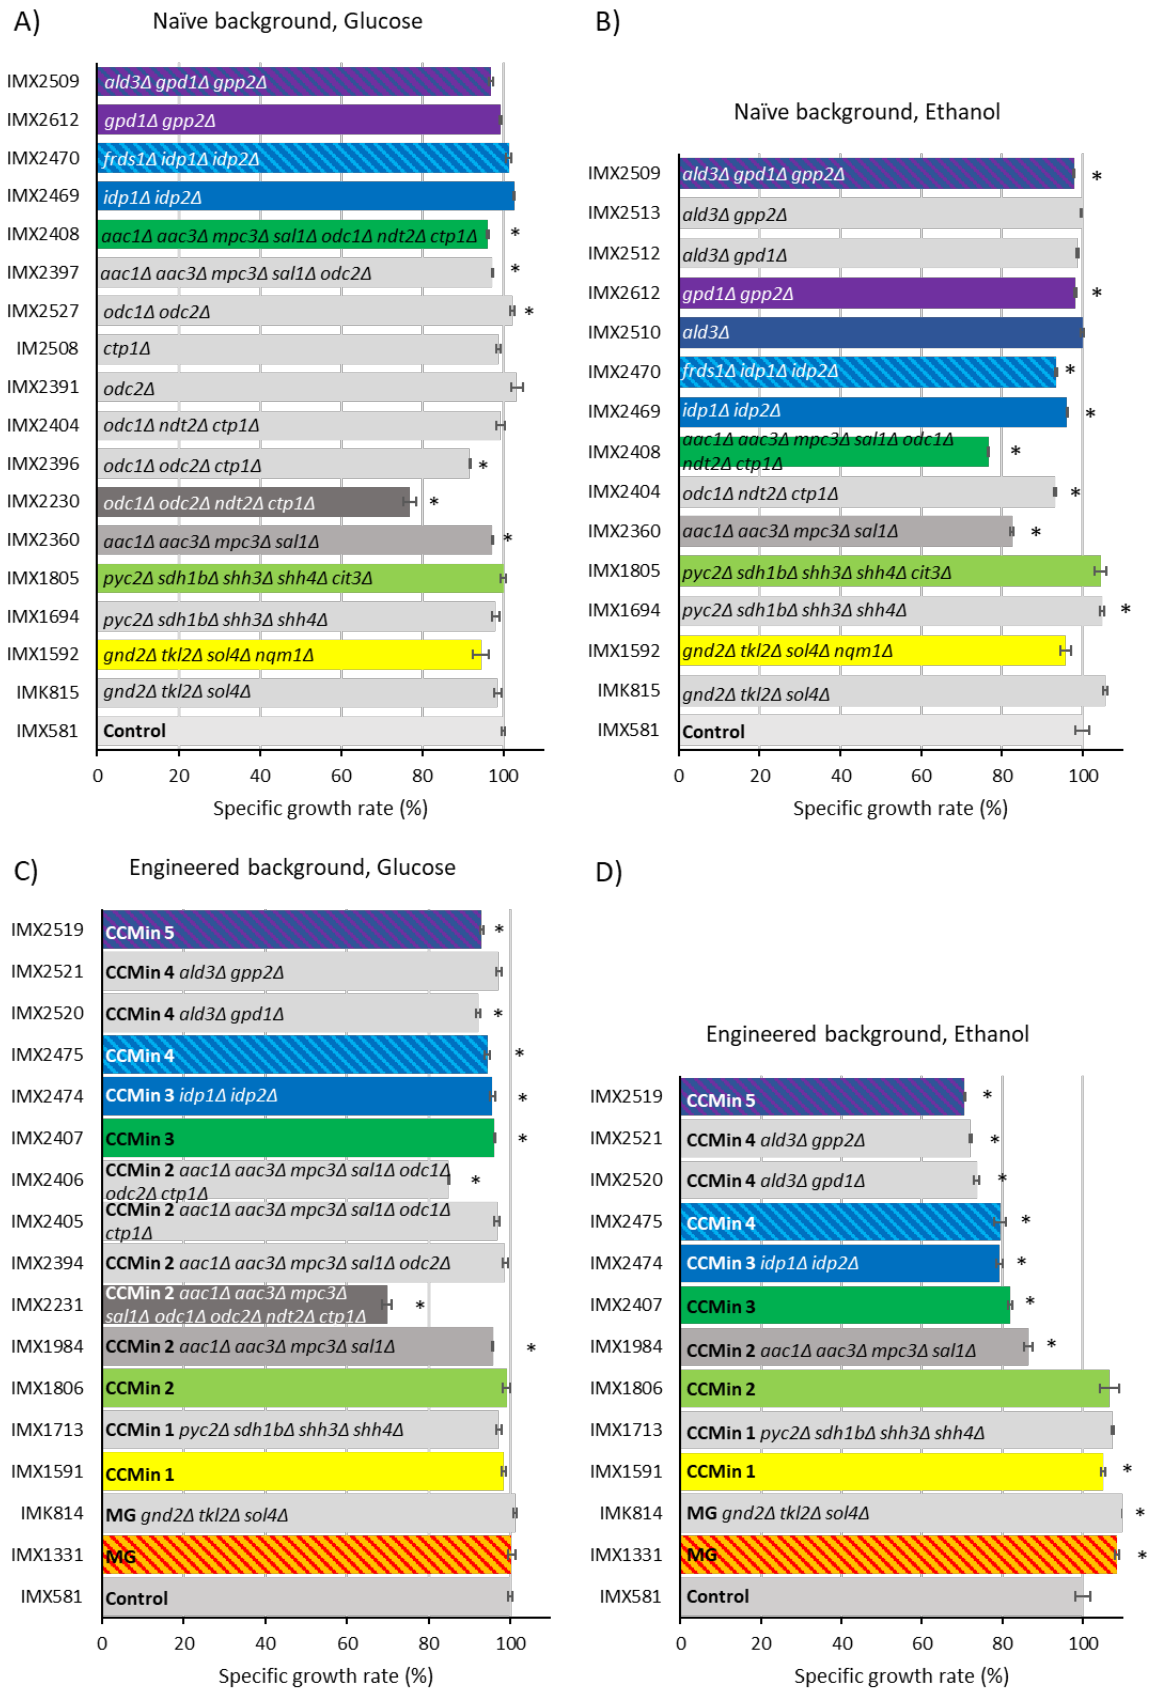 A)
Naïve background, Glucose
IMX2509 ald3Δ gpd1Δ gpp2Δ
IMX2612 gpd1Δ gpp2Δ
IMX2470 frds1Δ idp1Δ idp2Δ
IMX2469 idp1Δ idp2Δ
IMX2408 aac1Δ aac3Δ mpc3Δ sal1Δ odc1Δ ndt2Δ ctp1Δ *
IMX2397 aac1Δ aac3Δ mpc3Δ sal1Δ odc2Δ *
IMX2527 odc1Δ odc2Δ *
IM2508 ctp1Δ
IMX2391 odc2Δ
IMX2404 odc1Δ ndt2Δ ctp1Δ
IMX2396 odc1Δ odc2Δ ctp1Δ *
IMX2230 odc1Δ odc2Δ ndt2Δ ctp1Δ *
IMX2360 aac1Δ aac3Δ mpc3Δ sal1Δ *
IMX1805 pyc2Δ sdh1bΔ shh3Δ shh4Δ cit3Δ
IMX1694 pyc2Δ sdh1bΔ shh3Δ shh4Δ
IMX1592 gnd2Δ tkl2Δ sol4Δ nqm1Δ
IMK815 gnd2Δ tkl2Δ sol4Δ
IMX581 Control
0 20 40 60 80 100
Specific growth rate (%)
B)
Naïve background, Ethanol
IMX2509 ald3Δ gpd1Δ gpp2Δ *
IMX2513 ald3Δ gpp2Δ
IMX2512 ald3Δ gpd1Δ
IMX2612 gpd1Δ gpp2Δ *
IMX2510 ald3Δ
IMX2470 frds1Δ idp1Δ idp2Δ *
IMX2469 idp1Δ idp2Δ *
IMX2408 aac1Δ aac3Δ mpc3Δ sal1Δ odc1Δ
ndt2Δ ctp1Δ *
IMX2404 odc1Δ ndt2Δ ctp1Δ *
IMX2360 aac1Δ aac3Δ mpc3Δ sal1Δ *
IMX1805 pyc2Δ sdh1bΔ shh3Δ shh4Δ cit3Δ
IMX1694 pyc2Δ sdh1bΔ shh3Δ shh4Δ *
IMX1592 gnd2Δ tkl2Δ sol4Δ nqm1Δ
IMK815 gnd2Δ tkl2Δ sol4Δ
IMX581 Control
0 20 40 60 80 100
Specific growth rate (%)
C)
Engineered background, Glucose
IMX2519 CCMin 5 *
IMX2521 CCMin 4 ald3Δ gpp2Δ
IMX2520 CCMin 4 ald3Δ gpd1Δ *
IMX2475 CCMin 4 *
IMX2474 CCMin 3 idp1Δ idp2Δ *
IMX2407 CCMin 3 *
IMX2406 CCMin 2 aac1Δ aac3Δ mpc3Δ sal1Δ odc1Δ
odc2Δ ctp1Δ *
IMX2405 CCMin 2 aac1Δ aac3Δ mpc3Δ sal1Δ odc1Δ
ctp1Δ
IMX2394 CCMin 2 aac1Δ aac3Δ mpc3Δ sal1Δ odc2Δ
IMX2231 CCMin 2 aac1Δ aac3Δ mpc3Δ
sal1Δ odc1Δ odc2Δ ndt2Δ ctp1Δ *
IMX1984 CCMin 2 aac1Δ aac3Δ mpc3Δ sal1Δ *
IMX1806 CCMin 2
IMX1713 CCMin 1 pyc2Δ sdh1bΔ shh3Δ shh4Δ
IMX1591 CCMin 1
IMK814 MG gnd2Δ tkl2Δ sol4Δ
IMX1331 MG
IMX581 Control
0 20 40 60 80 100
Specific growth rate (%)
D)
Engineered background, Ethanol
IMX2519 CCMin 5 *
IMX2521 CCMin 4 ald3Δ gpp2Δ *
IMX2520 CCMin 4 ald3Δ gpd1Δ *
IMX2475 CCMin 4 *
IMX2474 CCMin 3 idp1Δ idp2Δ *
IMX2407 CCMin 3 *
IMX1984 CCMin 2 aac1Δ aac3Δ mpc3Δ sal1Δ *
IMX1806 CCMin 2
IMX1713 CCMin 1 pyc2Δ sdh1bΔ shh3Δ shh4Δ
IMX1591 CCMin 1 *
IMK814 MG gnd2Δ tkl2Δ sol4Δ *
IMX1331 MG *
IMX581 Control
0 20 40 60 80 100
Specific growth rate (%)